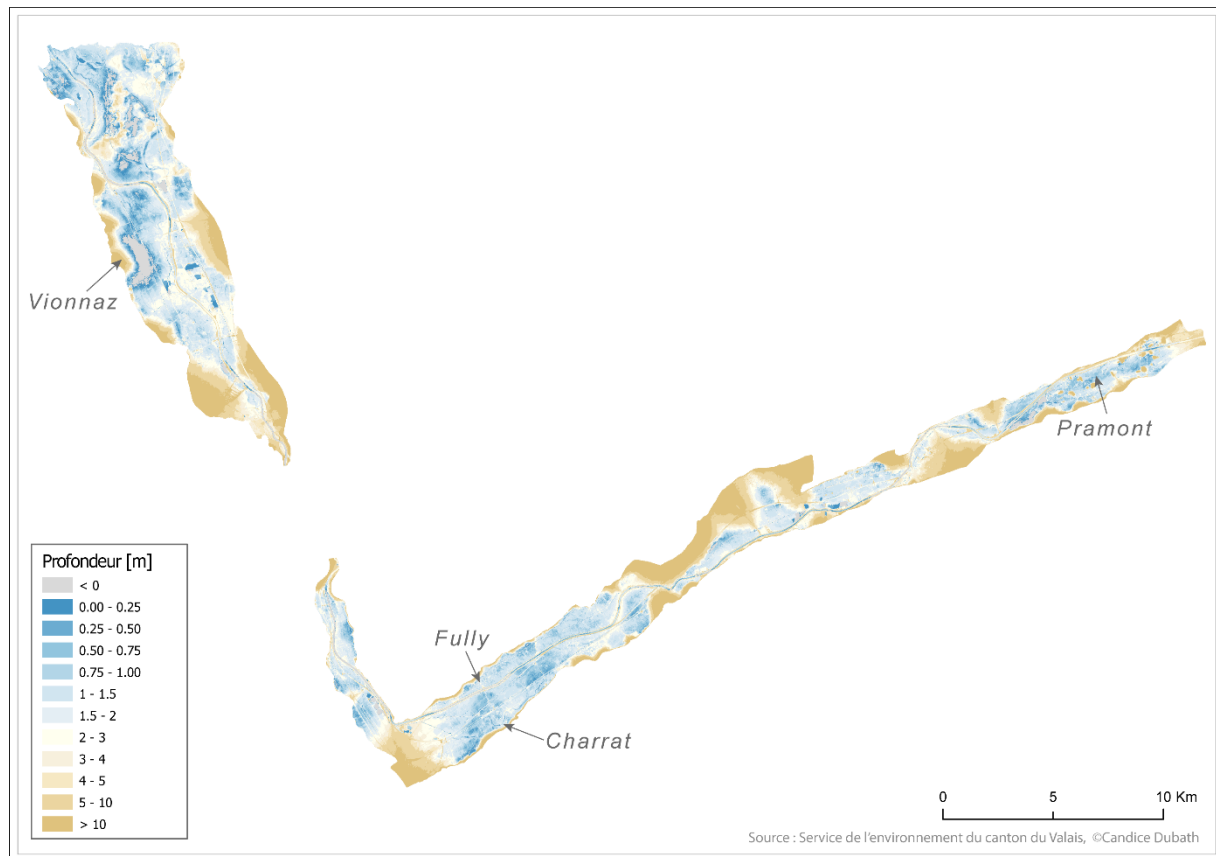 Vionnaz
Pramont
Fully
Charrat
Profondeur [m]
< 0
0.00 - 0.25
0.25 - 0.50
0.50 - 0.75
0.75 - 1.00
1 - 1.5
1.5 - 2
2 - 3
3 - 4
4 - 5
5 - 10
> 10
0 5 10 Km
Source : Service de l'environnement du canton du Valais, ©Candice Dubath